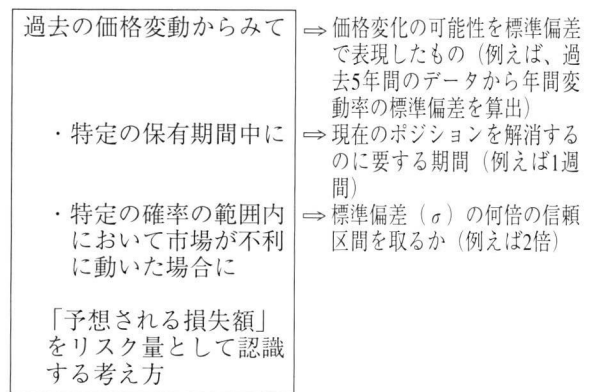 過去の価格変動からみて
⇒ 価格変化の可能性を標準偏差
で表現したもの（例えば、過
去5年間のデータから年間変
動率の標準偏差を算出）
・特定の保有期間中に
⇒ 現在のポジションを解消する
のに要する期間（例えば1週
間）
・特定の確率の範囲内
において市場が不利
に動いた場合に
⇒ 標準偏差（σ）の何倍の信頼
区間を取るか（例えば2倍）
「予想される損失額」
をリスク量として認識
する考え方